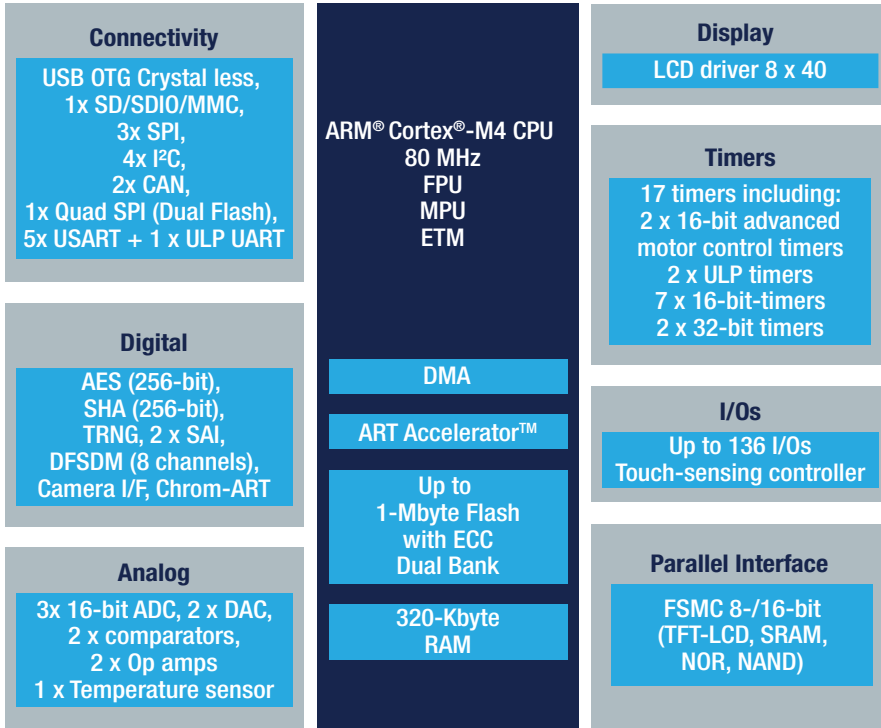 Connectivity
USB OTG Crystal less,
1x SD/SDIO/MMC,
3x SPI,
4x I²C,
2x CAN,
1x Quad SPI (Dual Flash),
5x USART + 1 x ULP UART
Digital
AES (256-bit),
SHA (256-bit),
TRNG, 2 x SAI,
DFSDM (8 channels),
Camera I/F, Chrom-ART
Analog
3x 16-bit ADC, 2 x DAC,
2 x comparators,
2 x Op amps
1 x Temperature sensor
ARM® Cortex®-M4 CPU
80 MHz
FPU
MPU
ETM
DMA
ART Accelerator™
Up to
1-Mbyte Flash
with ECC
Dual Bank
320-Kbyte
RAM
Display
LCD driver 8 x 40
Timers
17 timers including:
2 x 16-bit advanced
motor control timers
2 x ULP timers
7 x 16-bit-timers
2 x 32-bit timers
I/Os
Up to 136 I/Os
Touch-sensing controller
Parallel Interface
FSMC 8-/16-bit
(TFT-LCD, SRAM,
NOR, NAND)